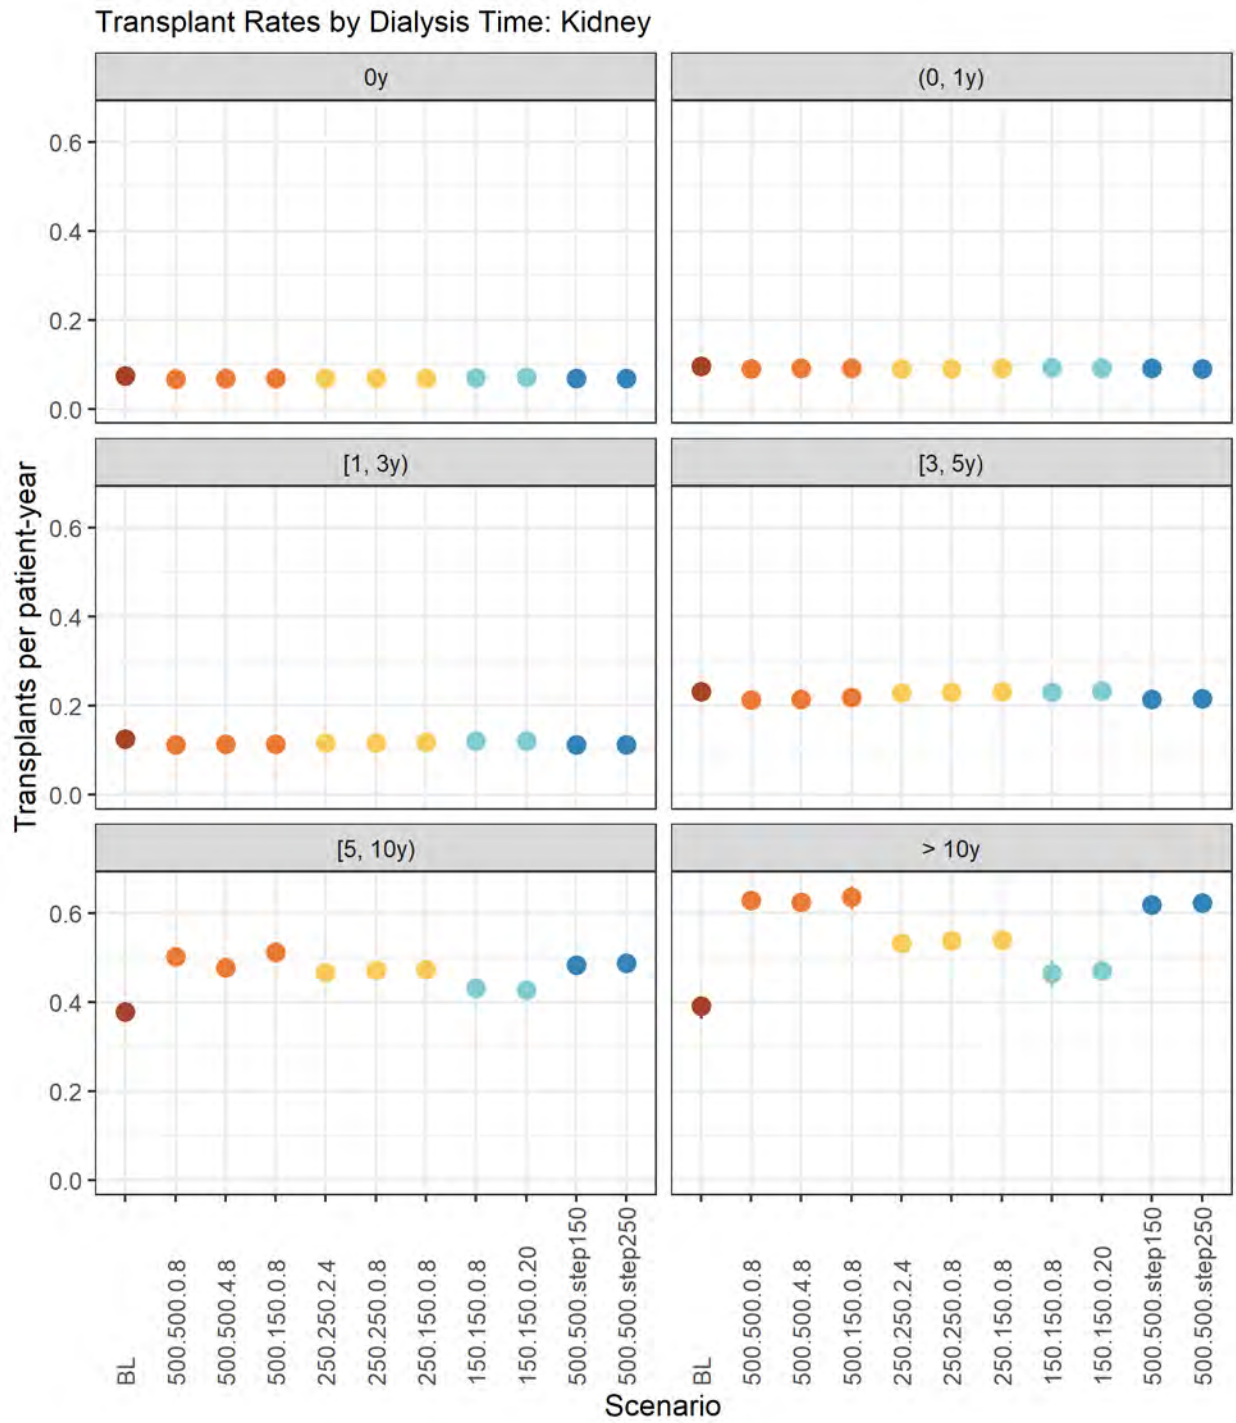 Transplant Rates by Dialysis Time: Kidney
0y
(0, 1y)
0.6
0.4
0.2
0.0
[1, 3y)
[3, 5y)
0.6
0.4
0.2
0.0
[5, 10y)
> 10y
0.6
0.4
0.2
0.0
Transplants per patient-year
BL
500.500.0.8
500.500.4.8
500.150.0.8
250.250.2.4
250.250.0.8
250.150.0.8
150.150.0.8
150.150.0.20
500.500.step150
500.500.step250
BL
500.500.0.8
500.500.4.8
500.150.0.8
250.250.2.4
250.250.0.8
250.150.0.8
150.150.0.8
150.150.0.20
500.500.step150
500.500.step250
Scenario